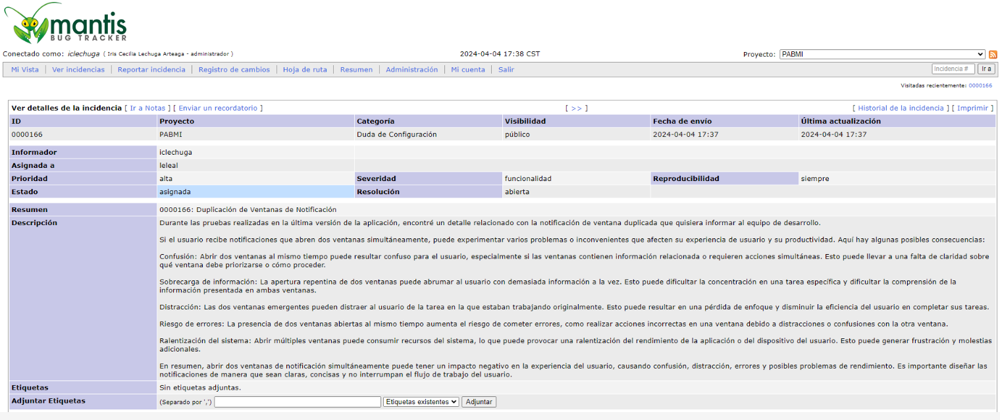 mantis
BUG TRACKER
Conectado como: iclechuga ( Iris Cecilia Lechuga Arteaga - administrador ) 2024-04-04 17:38 CST Proyecto: PABMI
Mi Vista | Ver incidencias | Reportar incidencia | Registro de cambios | Hoja de ruta | Resumen | Administración | Mi cuenta | Salir Incidencia # Ir a
Visitadas recientemente: 0000166
Ver detalles de la incidencia [ Ir a Notas ] [ Enviar un recordatorio ] [ >> ] [ Historial de la incidencia ] [ Imprimir ]
ID Proyecto Categoría Visibilidad Fecha de envío Última actualización
0000166 PABMI Duda de Configuración público 2024-04-04 17:37 2024-04-04 17:37
Informador iclechuga
Asignada a leleal
Prioridad alta Severidad funcionalidad Reproducibilidad siempre
Estado asignada Resolución abierta
Resumen 0000166: Duplicación de Ventanas de Notificación
Descripción Durante las pruebas realizadas en la última versión de la aplicación, encontré un detalle relacionado con la notificación de ventana duplicada que quisiera informar al equipo de desarrollo.
Si el usuario recibe notificaciones que abren dos ventanas simultáneamente, puede experimentar varios problemas o inconvenientes que afecten su experiencia de usuario y su productividad. Aquí hay algunas posibles consecuencias:
Confusión: Abrir dos ventanas al mismo tiempo puede resultar confuso para el usuario, especialmente si las ventanas contienen información relacionada o requieren acciones simultáneas. Esto puede llevar a una falta de claridad sobre
qué ventana debe priorizarse o cómo proceder.
Sobrecarga de información: La apertura repentina de dos ventanas puede abrumar al usuario con demasiada información a la vez. Esto puede dificultar la concentración en una tarea específica y dificultar la comprensión de la
información presentada en ambas ventanas.
Distracción: Las dos ventanas emergentes pueden distraer al usuario de la tarea en la que estaban trabajando originalmente. Esto puede resultar en una pérdida de enfoque y disminuir la eficiencia del usuario en completar sus tareas.
Riesgo de errores: La presencia de dos ventanas abiertas al mismo tiempo aumenta el riesgo de cometer errores, como realizar acciones incorrectas en una ventana debido a distracciones o confusiones con la otra ventana.
Ralentización del sistema: Abrir múltiples ventanas puede consumir recursos del sistema, lo que puede provocar una ralentización del rendimiento de la aplicación o del dispositivo del usuario. Esto puede generar frustración y molestias
adicionales.
En resumen, abrir dos ventanas de notificación simultáneamente puede tener un impacto negativo en la experiencia del usuario, causando confusión, distracción, errores y posibles problemas de rendimiento. Es importante diseñar las
notificaciones de manera que sean claras, concisas y no interrumpan el flujo de trabajo del usuario.
Etiquetas Sin etiquetas adjuntas.
Adjuntar Etiquetas (Separado por ',') Etiquetas existentes Adjuntar